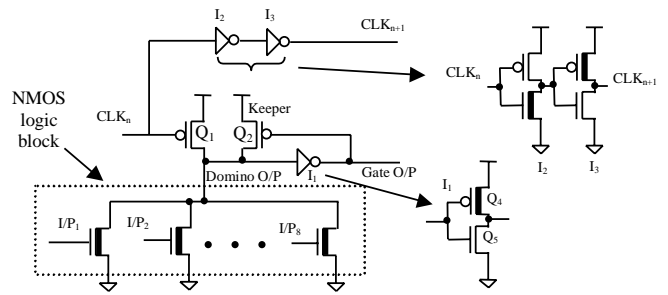 I₂ I₃
CLKₙ₊₁
NMOS
logic
block
CLKₙ
Keeper
Q₁ Q₂
Domino O/P
I₁
Gate O/P
I/P₁
I/P₂
I/P₈
CLKₙ
CLKₙ₊₁
I₂ I₃
I₁
Q₄
Q₅